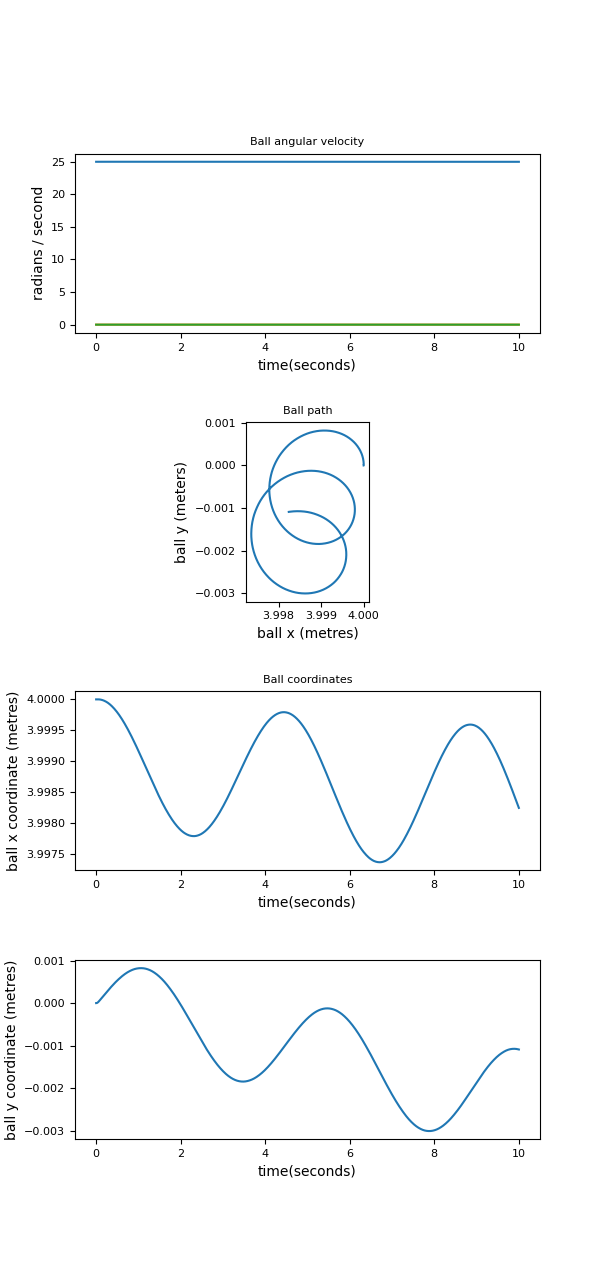 Ball angular velocity
25
20
15
10
5
0
radians / second
0 2 4 6 8 10
time(seconds)
Ball path
0.001
0.000
−0.001
−0.002
−0.003
ball y (meters)
3.998 3.999 4.000
ball x (metres)
Ball coordinates
4.0000
3.9995
3.9990
3.9985
3.9980
3.9975
ball x coordinate (metres)
0 2 4 6 8 10
time(seconds)
0.001
0.000
−0.001
−0.002
−0.003
ball y coordinate (metres)
0 2 4 6 8 10
time(seconds)